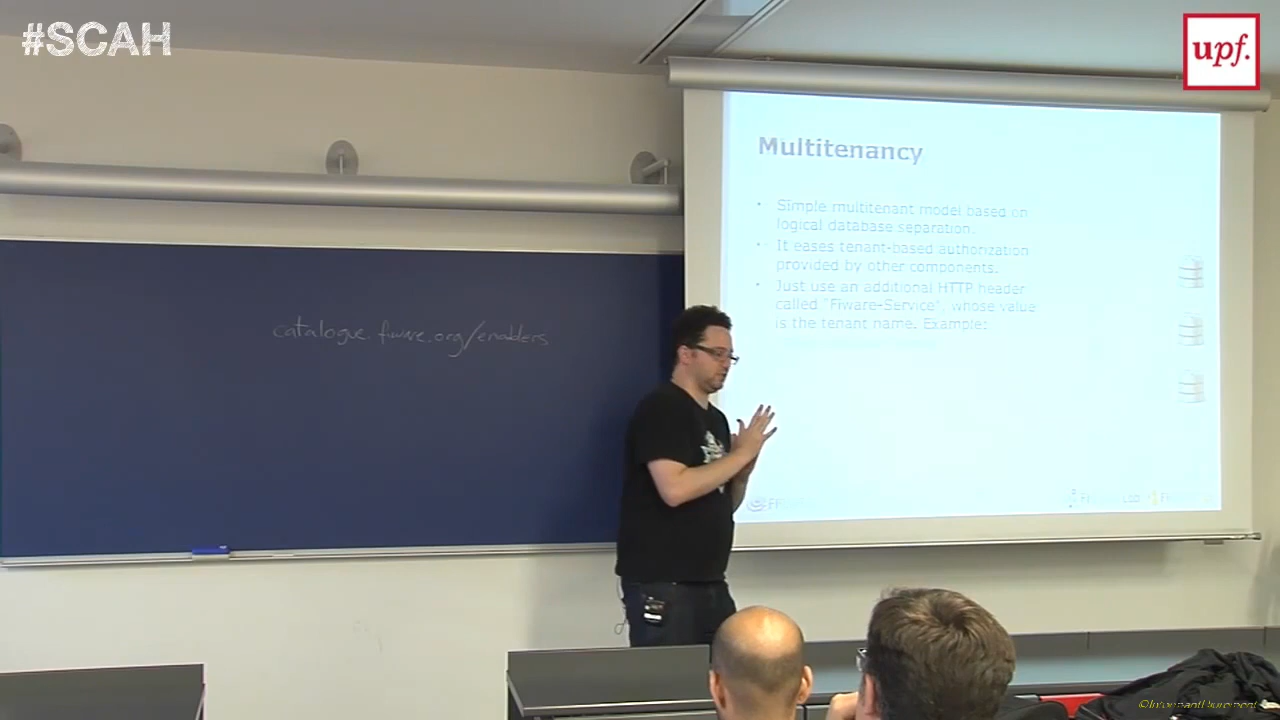 #SCAH
upf.
Multitenancy
• Simple multitenant model based on
logical database separation.
• It eases tenant-based authorization
provided by other components.
• Just use an additional HTTP header
called "Fiware-Service", whose value
is the tenant name. Example:
catalogue.fiware.org/enablers